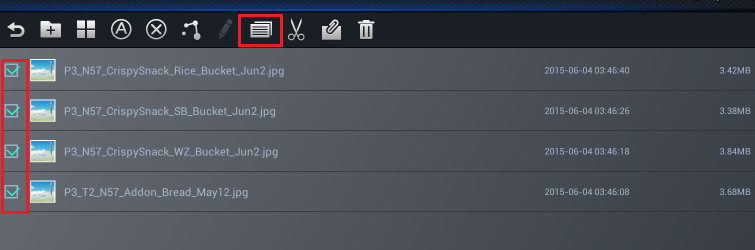 A
P3_N57_CrispySnack_Rice_Bucket_Jun2.jpg 2015-06-04 03:46:40 3.42MB
P3_N57_CrispySnack_SB_Bucket_Jun2.jpg 2015-06-04 03:46:26 3.38MB
P3_N57_CrispySnack_WZ_Bucket_Jun2.jpg 2015-06-04 03:46:18 3.84MB
P3_T2_N57_Addon_Bread_May12.jpg 2015-06-04 03:46:08 3.68MB